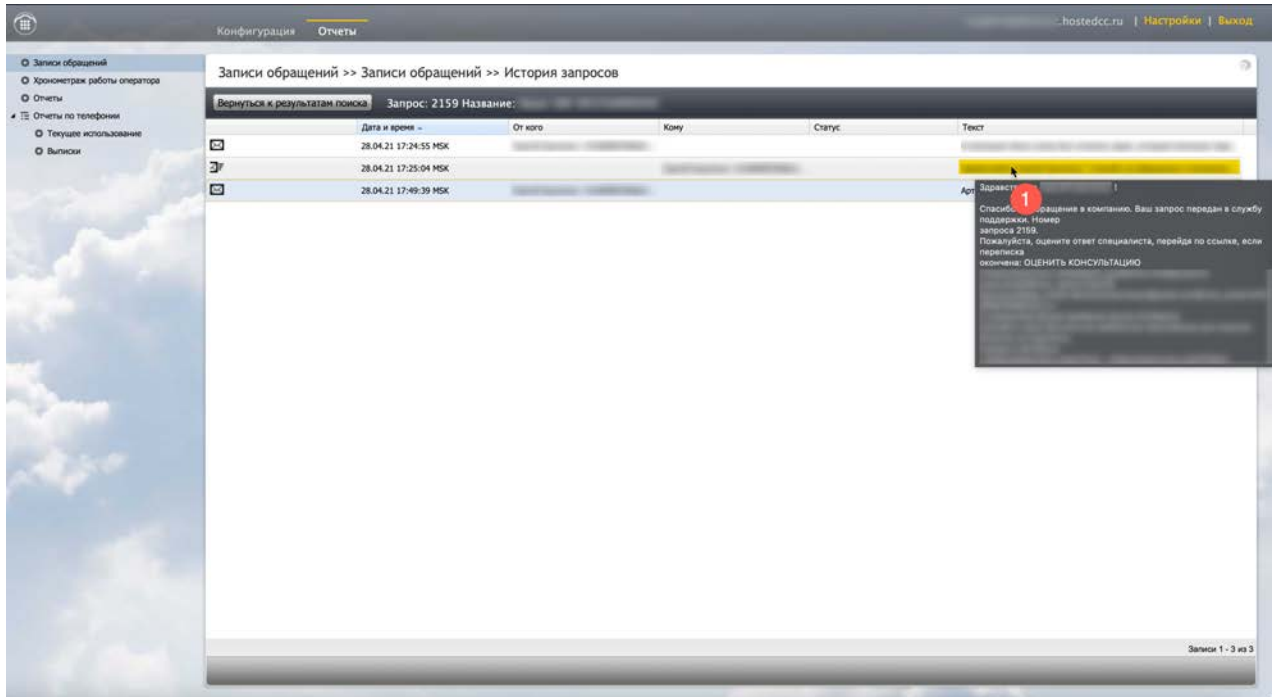 Конфигурация Отчеты
.hostedcc.ru | Настройки | Выход
Записи обращений
Хронометраж работы оператора
Отчеты
Отчеты по телефонии
Текущее использование
Выписки
Записи обращений >> Записи обращений >> История запросов
Вернуться к результатам поиска Запрос: 2159 Название:
Дата и время От кого Кому Статус Текст
28.04.21 17:24:55 MSK
28.04.21 17:25:04 MSK
28.04.21 17:49:39 MSK
1
компанию. Ваш запрос передан в службу
поддержки. Номер
запроса 2159.
Пожалуйста, оцените ответ специалиста, перейдя по ссылке, если
переписка
окончена: ОЦЕНИТЬ КОНСУЛЬТАЦИЮ
Записи 1 - 3 из 3